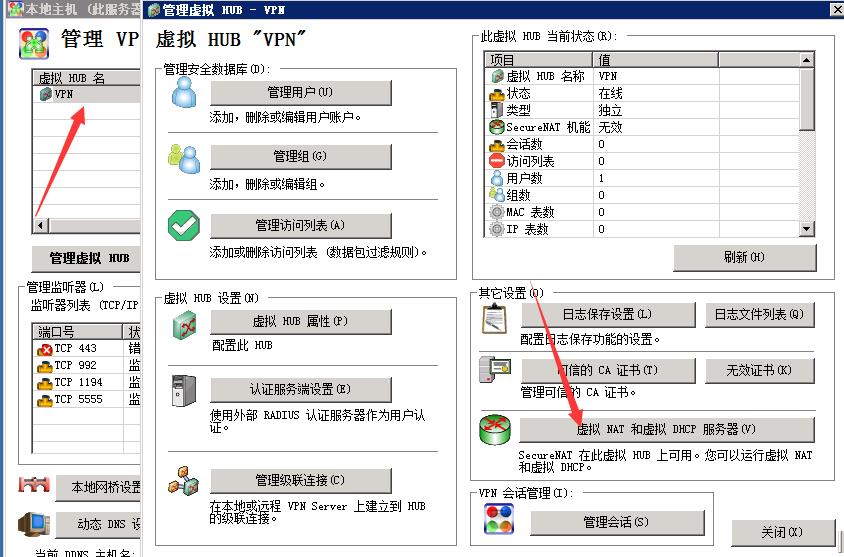 本地主机 (此服务器
管理 VP
虚拟 HUB 名
VPN
管理虚拟 HUB
管理监听器(L)
监听器列表 (TCP/IP
端口号
状
TCP 443
错
TCP 992
监
TCP 1194
监
TCP 5555
监
本地网桥设置
动态 DNS 设
当前 DDNS 主机名:
管理虚拟 HUB - VPN
虚拟 HUB "VPN"
管理安全数据库(D):
管理用户(U)
添加,删除或编辑用户账户。
管理组(G)
添加,删除或编辑组。
管理访问列表(A)
添加或删除访问列表 (数据包过滤规则)。
虚拟 HUB 设置(N)
虚拟 HUB 属性(P)
配置此 HUB
认证服务端设置(E)
使用外部 RADIUS 认证服务器作为用户认
证。
管理级联连接(C)
在本地或远程 VPN Server 上建立到 HUB
的级联连接。
此虚拟 HUB 当前状态(R):
项目 值
虚拟 HUB 名称 VPN
状态 在线
类型 独立
SecureNAT 机能 无效
会话数 0
访问列表 0
用户数 1
组数 0
MAC 表数 0
IP 表数 0
刷新(H)
其它设置(O)
日志保存设置(L)
日志文件列表(Q)
配置日志保存功能的设置。
可信的 CA 证书(T)
无效证书(K)
管理可信的 CA 证书。
虚拟 NAT 和虚拟 DHCP 服务器(V)
SecureNAT 在此虚拟 HUB 上可用。您可以运行虚拟 NAT
和虚拟 DHCP。
VPN 会话管理(I):
管理会话(S)
关闭(X)